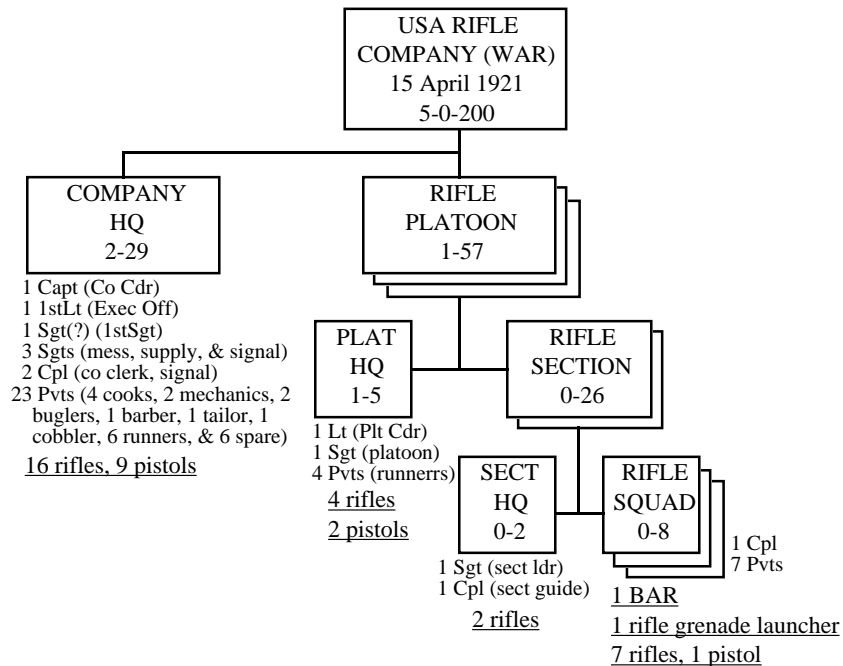 USA RIFLE
COMPANY (WAR)
15 April 1921
5-0-200
COMPANY
HQ
2-29
1 Capt (Co Cdr)
1 1stLt (Exec Off)
1 Sgt(?) (1stSgt)
3 Sgts (mess, supply, & signal)
2 Cpl (co clerk, signal)
23 Pvts (4 cooks, 2 mechanics, 2
buglers, 1 barber, 1 tailor, 1
cobbler, 6 runners, & 6 spare)
16 rifles, 9 pistols
RIFLE
PLATOON
1-57
PLAT
HQ
1-5
1 Lt (Plt Cdr)
1 Sgt (platoon)
4 Pvts (runnerrs)
4 rifles
2 pistols
RIFLE
SECTION
0-26
SECT
HQ
0-2
1 Sgt (sect ldr)
1 Cpl (sect guide)
2 rifles
RIFLE
SQUAD
0-8
1 Cpl
7 Pvts
1 BAR
1 rifle grenade launcher
7 rifles, 1 pistol